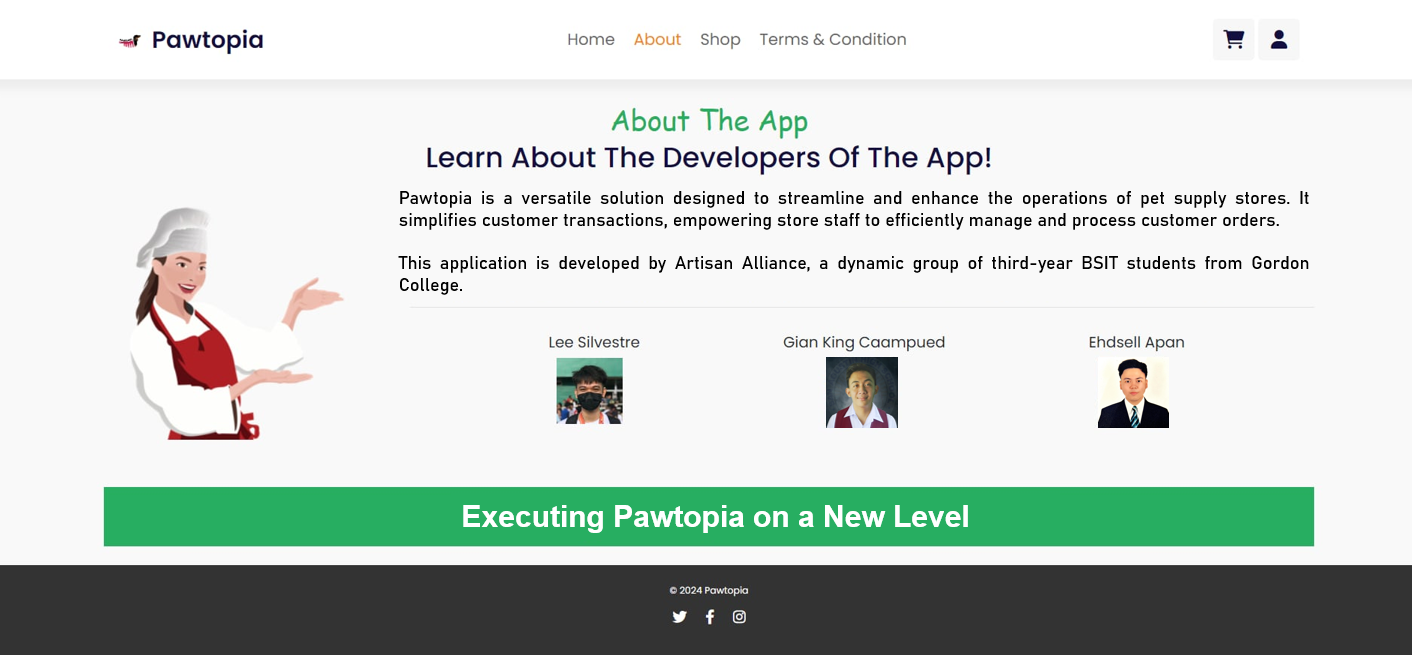 Pawtopia
Home About Shop Terms & Condition
About The App
Learn About The Developers Of The App!
Pawtopia is a versatile solution designed to streamline and enhance the operations of pet supply stores. It
simplifies customer transactions, empowering store staff to efficiently manage and process customer orders.
This application is developed by Artisan Alliance, a dynamic group of third-year BSIT students from Gordon
College.
Lee Silvestre
Gian King Caampued
Ehdsell Apan
Executing Pawtopia on a New Level
© 2024 Pawtopia